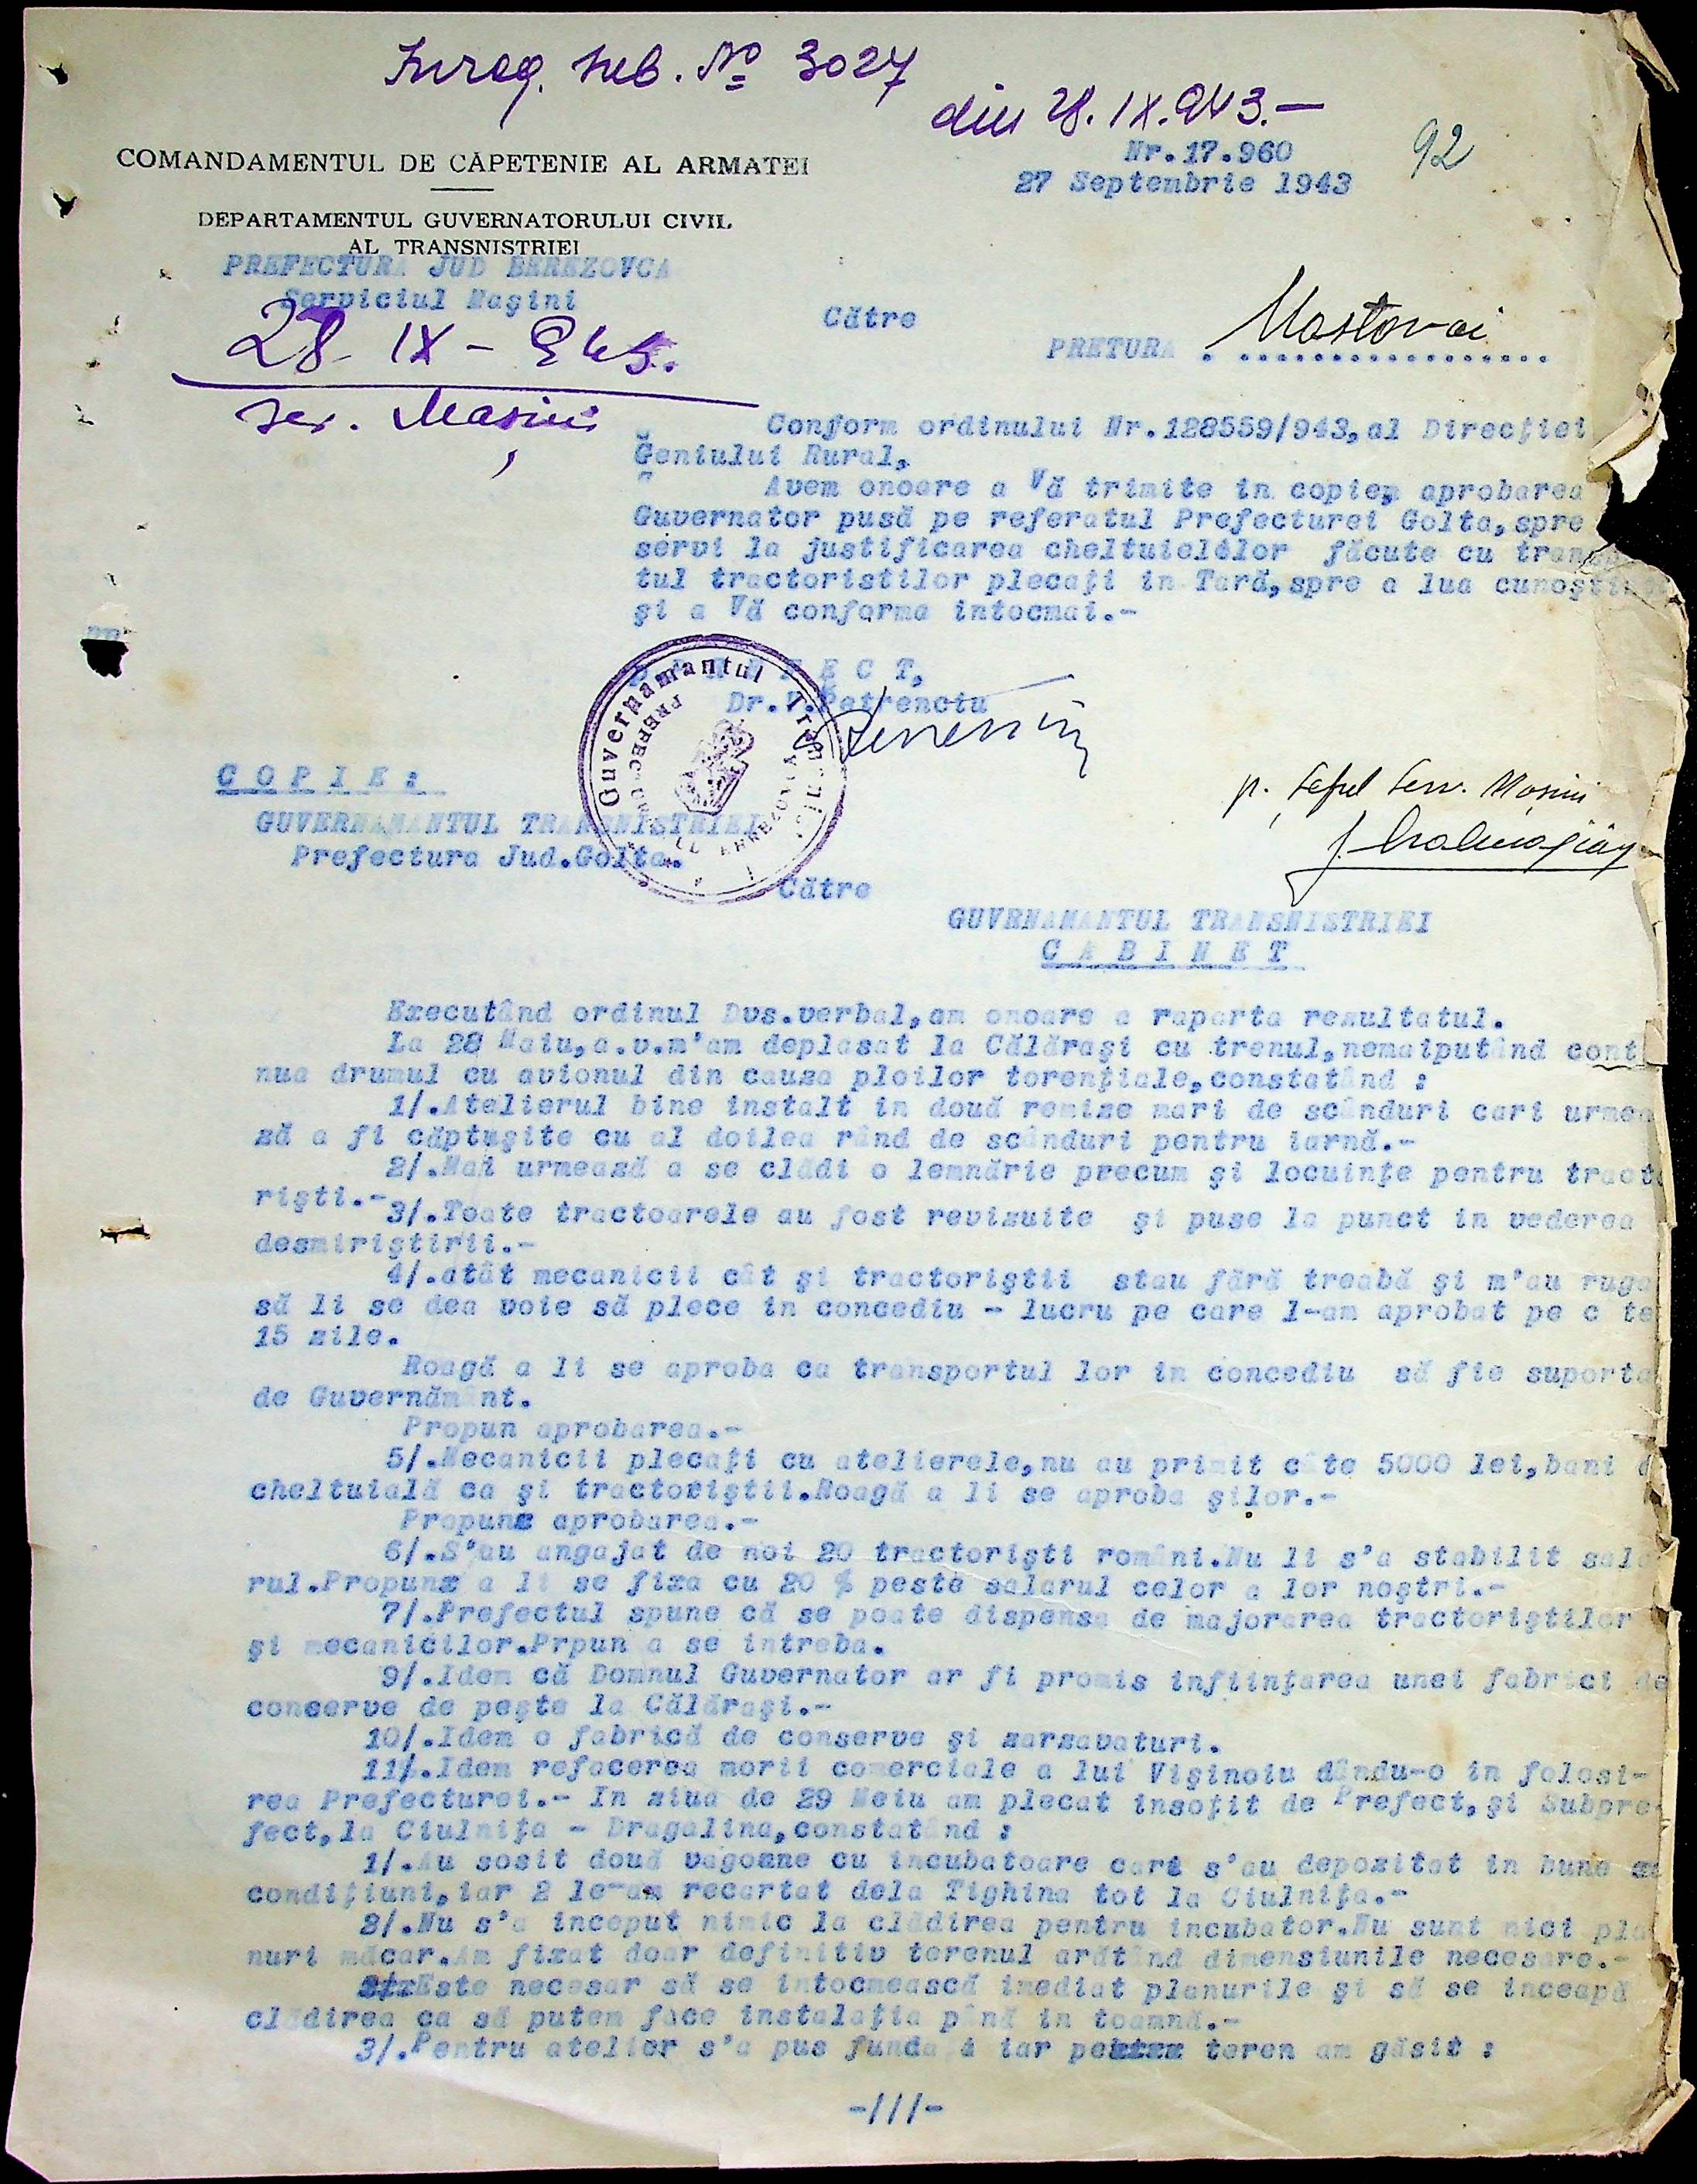 Inreg. sub. Nº 3027
din 28.IX.943.—
Nr.17.960
92
27 Septembrie 1943
COMANDAMENTUL DE CĂPETENIE AL ARMATEI
DEPARTAMENTUL GUVERNATORULUI CIVIL
AL TRANSNISTRIEI
PREFECTURA JUD BEREZOVCA
Serviciul Maşini
28. IX - 943.
ser. Maşini
Către
PRETURA Mostovoi
Conform ordinului Nr.128559/943,al Direcţiei
Geniului Rural,
Avem onoare a Vă trimite in copie, aprobarea
Guvernator pusă pe referatul Prefecturei Golta,spre
servi la justificarea cheltuielelor făcute cu trans
tul tractoristilor plecaţi in Tară,spre a lua cunoştin
şi a Vă conforma intocmai.-
P R E F E C T,
Dr.V.Petrenciu
Guvernamantul Transnistriei
p. Şeful Serv. Maşini
C O P I E :
GUVERNAMANTUL TRANSNISTRIEI
Prefectura Jud.Golta.
Către
GUVRNAMANTUL TRANSNISTRIEI
C A B I N E T
Executând ordinul Dvs.verbal,am onoare a raporta rezultatul.
La 28 Maiu,a.v.m'am deplasat la Călăraşi cu trenul,nemaiputând conti
nua drumul cu avionul din cauza ploilor torenţiale,constatând :
1/.Atelierul bine instalt in două remize mari de scânduri cari urmea
ză a fi căptuşite cu al doilea rând de scânduri pentru iarnă.-
2/.Mai urmează a se clădi o lemnărie precum şi locuinţe pentru tracto
rişti.-
3/.Toate tractoarele au fost revizuite şi puse la punct in vederea
desmiriştirii.-
4/.atât mecanicii cât şi tractoriştii stau fără treabă şi m'au ruga
să li se dea voie să plece in concediu - lucru pe care l-am aprobat pe c te
15 zile.
Roagă a li se aproba ca transportul lor in concediu să fie suporta
de Guvernământ.
Propun aprobarea.-
5/.Mecanicii plecaţi cu atelierele,nu au primit câte 5000 lei,bani d
cheltuială ca şi tractoriştii.Roagă a li se aproba şilor.-
Propunx aprobarea.-
6/.S'au angajat de noi 20 tractorişti români.Nu li s'a stabilit sala
rul.Propunx a li se fixa cu 20 % peste salarul celor a lor noştri.-
7/.Prefectul spune că se poate dispensa de majorarea tractoriştilor
şi mecanicilor.Prpun a se intreba.
9/.Idem că Domnul Guvernator ar fi promis infiinţarea unei fabrici de
conserve de peşte la Călăraşi.-
10/.Idem o fabrică de conserve şi zarzavaturi.
11/.Idem refacerea morii comerciale a lui Vişinoiu dându-o in folosi-
rea Prefecturei.- In ziua de 29 Meiu am plecat insoţit de Prefect,şi Subpre-
fect,la Ciulniţa - Dragalina,constatând :
1/.Au sosit două vagoane cu incubatoare cari s'au depozitat in bune
condiţiuni,iar 2 le-am recartat dela Tighina tot la Ciulniţa.-
2/.Nu s'a inceput nimic la clădirea pentru incubator.Nu sunt nici pla
nuri măcar.Am fixat doar definitiv terenul arătând dimensiunile necesare.-
Este necesar să se intocmească imediat planurile şi să se inceapă
clădirea ca să putem face instalaţia până in toamnă.-
3/.Pentru atelier s'a pus funda i iar teren am găsit :
-///-